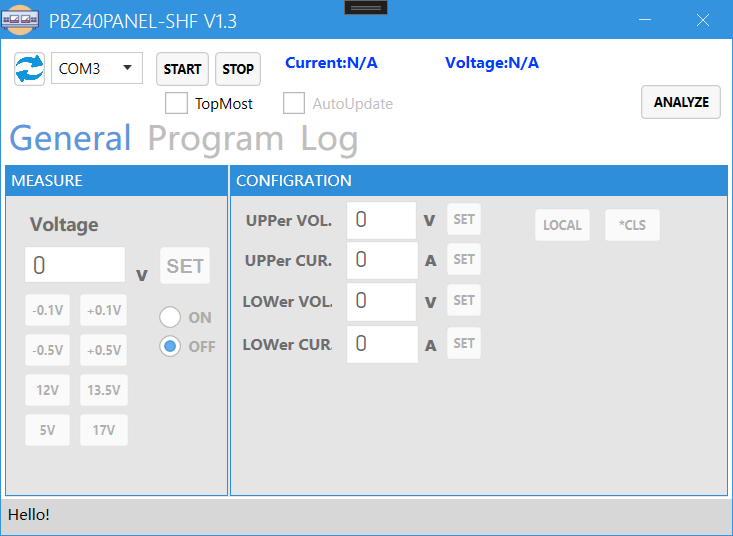 PBZ40PANEL-SHF V1.3
COM3 START STOP Current:N/A Voltage:N/A
TopMost AutoUpdate ANALYZE
General Program Log
MEASURE CONFIGRATION
Voltage
0 v SET
-0.1V +0.1V ON
-0.5V +0.5V OFF
12V 13.5V
5V 17V
UPPer VOL. 0 V SET LOCAL *CLS
UPPer CUR. 0 A SET
LOWer VOL. 0 V SET
LOWer CUR. 0 A SET
Hello!